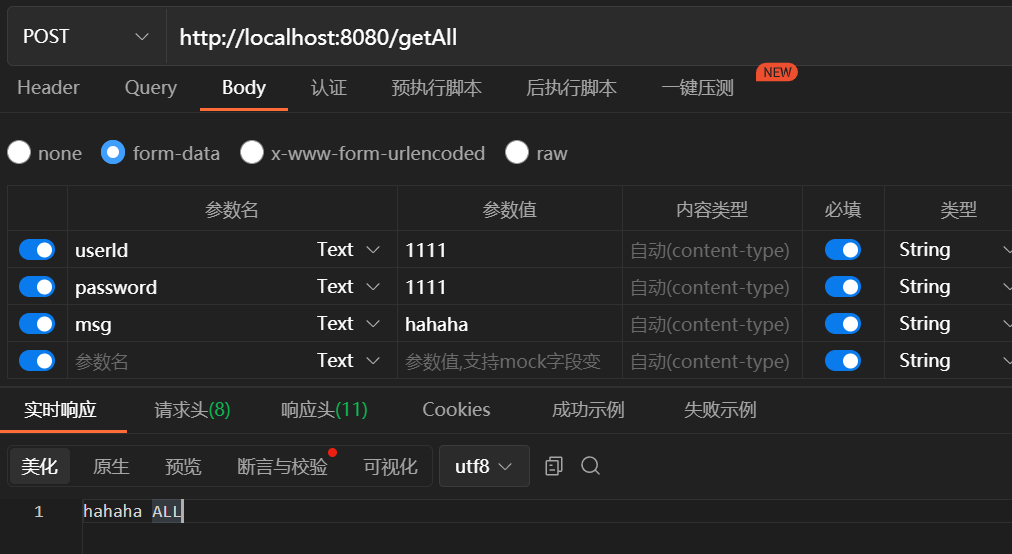 POST http://localhost:8080/getAll
Header Query Body 认证 预执行脚本 后执行脚本 一键压测 NEW
none form-data x-www-form-urlencoded raw
参数名 参数值 内容类型 必填 类型
userId Text 1111 自动(content-type) String
password Text 1111 自动(content-type) String
msg Text hahaha 自动(content-type) String
参数名 Text 参数值,支持mock字段变 自动(content-type) String
实时响应 请求头(8) 响应头(11) Cookies 成功示例 失败示例
美化 原生 预览 断言与校验 可视化 utf8
1 hahaha ALL